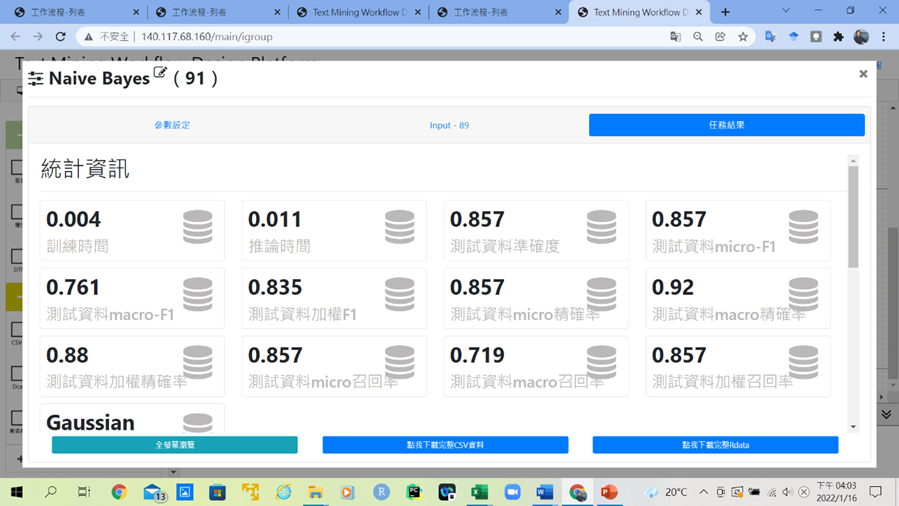 工作流程-列表
工作流程-列表
Text Mining Workflow D
工作流程-列表
Text Mining Workflow D
不安全
140.117.68.160/main/igroup
Naive Bayes ( 91 )
參數設定
Input - 89
任務結果
統計資訊
0.004
0.011
0.857
0.857
訓練時間
推論時間
測試資料準確度
測試資料micro-F1
0.761
0.835
0.857
0.92
測試資料macro-F1
測試資料加權F1
測試資料micro精確率
測試資料macro精確率
0.88
0.857
0.719
0.857
測試資料加權精確率
測試資料micro召回率
測試資料macro召回率
測試資料加權召回率
Gaussian
全螢幕瀏覽
點我下載完整CSV資料
點我下載完整Rdata
13
20°C
下午 04:03
2022/1/16